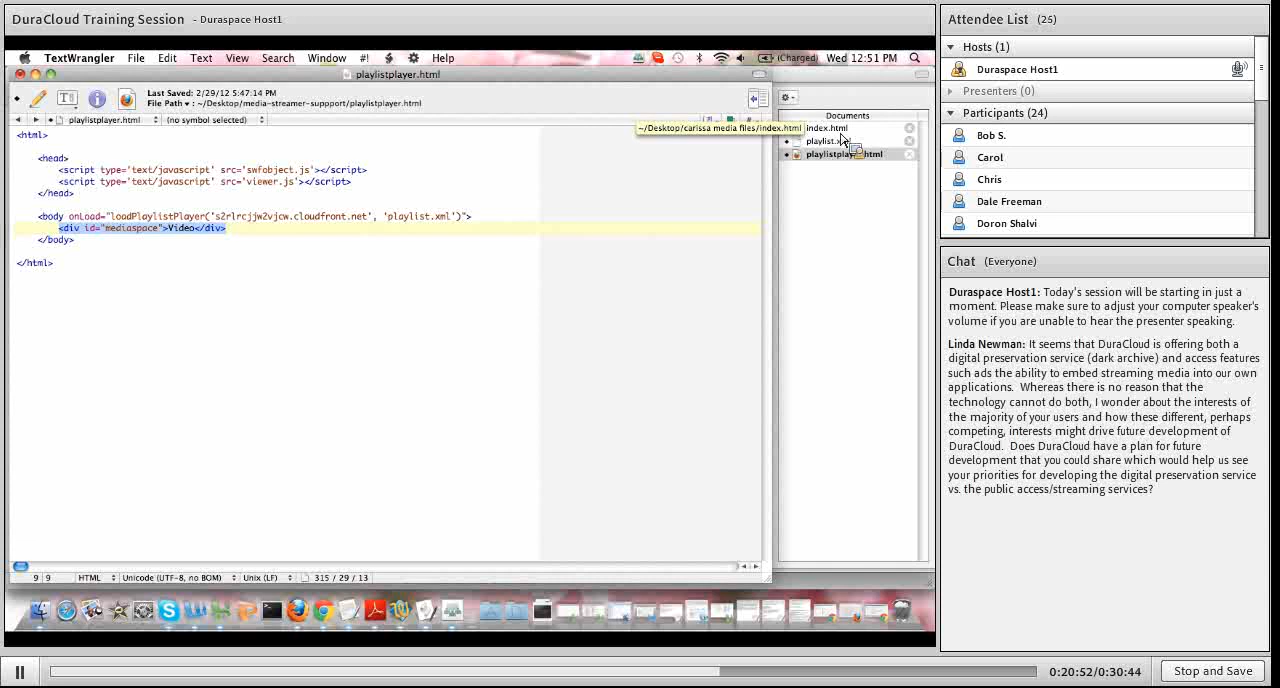 DuraCloud Training Session - Duraspace Host1
TextWrangler File Edit Text View Search Window #! Help
(Charged) Wed 12:51 PM
playlistplayer.html
Last Saved: 2/29/12 5:47:14 PM
File Path ▾ : ~/Desktop/media-streamer-suppport/playlistplayer.html
playlistplayer.html (no symbol selected)
<html>
<head>
<script type='text/javascript' src='swfobject.js'></script>
<script type='text/javascript' src='viewer.js'></script>
</head>
<body onLoad="loadPlaylistPlayer('s2rlrcjjw2vjcw.cloudfront.net', 'playlist.xml')">
<div id="mediaspace">Video</div>
</body>
</html>
Documents
~/Desktop/carissa media files/index.html
index.html
playlist.xml
playlistplayer.html
9 9 HTML Unicode (UTF-8, no BOM) Unix (LF) 315 / 29 / 13
Attendee List (25)
Hosts (1)
Duraspace Host1
Presenters (0)
Participants (24)
Bob S.
Carol
Chris
Dale Freeman
Doron Shalvi
Chat (Everyone)
Duraspace Host1: Today's session will be starting in just a
moment. Please make sure to adjust your computer speaker's
volume if you are unable to hear the presenter speaking.
Linda Newman: It seems that DuraCloud is offering both a
digital preservation service (dark archive) and access features
such ads the ability to embed streaming media into our own
applications. Whereas there is no reason that the
technology cannot do both, I wonder about the interests of
the majority of your users and how these different, perhaps
competing, interests might drive future development of
DuraCloud. Does DuraCloud have a plan for future
development that you could share which would help us see
your priorities for developing the digital preservation service
vs. the public access/streaming services?
0:20:52/0:30:44
Stop and Save